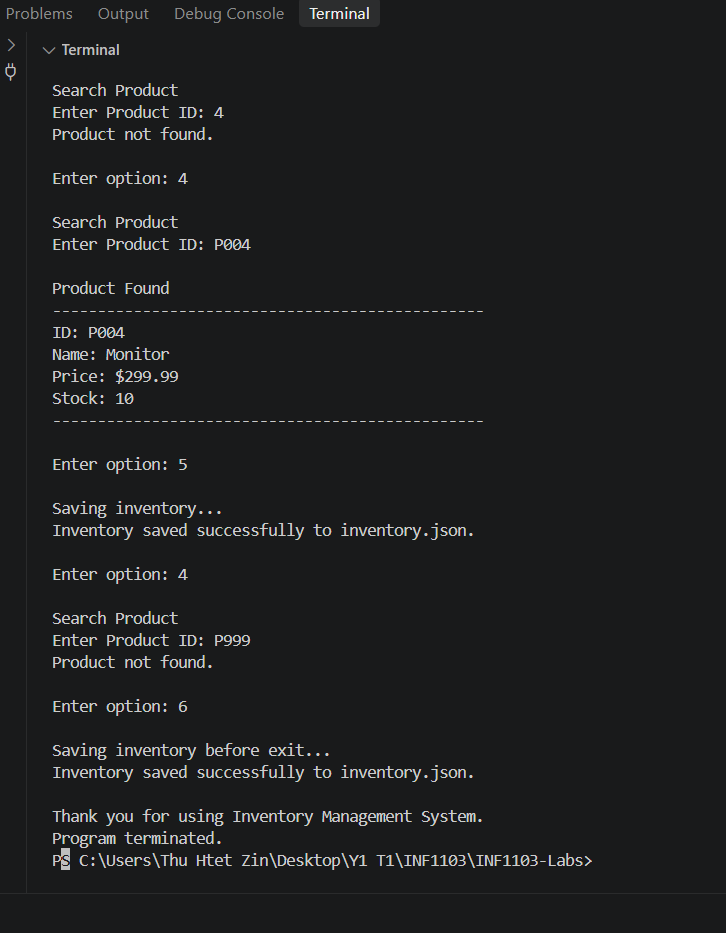 Problems Output Debug Console Terminal
Terminal
Search Product
Enter Product ID: 4
Product not found.
Enter option: 4
Search Product
Enter Product ID: P004
Product Found
------------------------------------------------
ID: P004
Name: Monitor
Price: $299.99
Stock: 10
------------------------------------------------
Enter option: 5
Saving inventory...
Inventory saved successfully to inventory.json.
Enter option: 4
Search Product
Enter Product ID: P999
Product not found.
Enter option: 6
Saving inventory before exit...
Inventory saved successfully to inventory.json.
Thank you for using Inventory Management System.
Program terminated.
PS C:\Users\Thu Htet Zin\Desktop\Y1 T1\INF1103\INF1103-Labs>